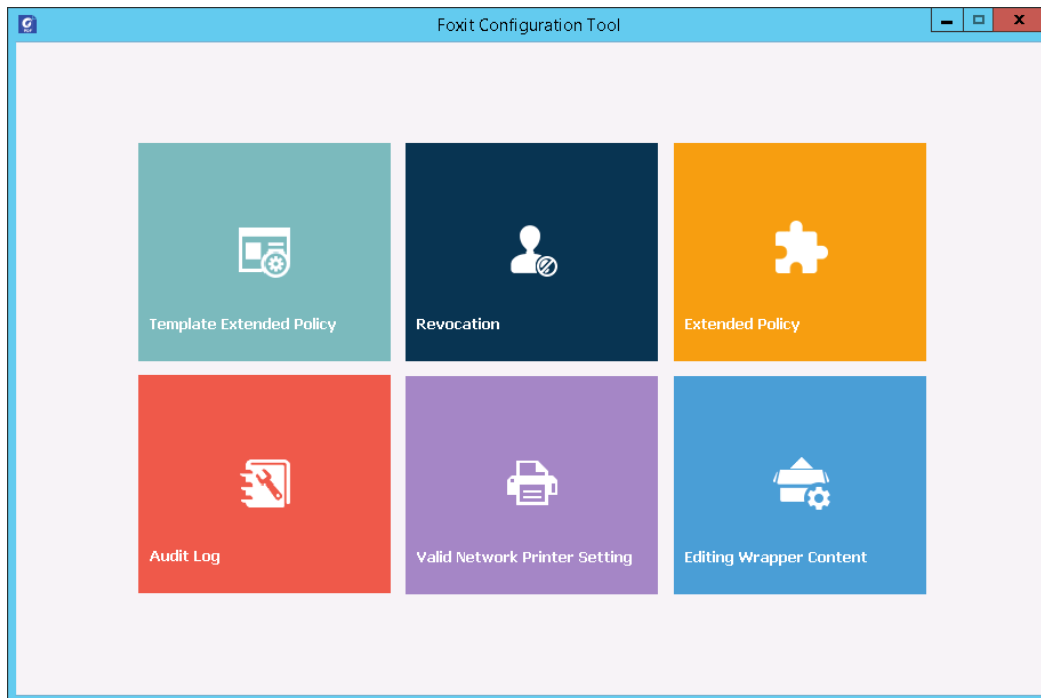 Foxit Configuration Tool
Template Extended Policy
Revocation
Extended Policy
Audit Log
Valid Network Printer Setting
Editing Wrapper Content